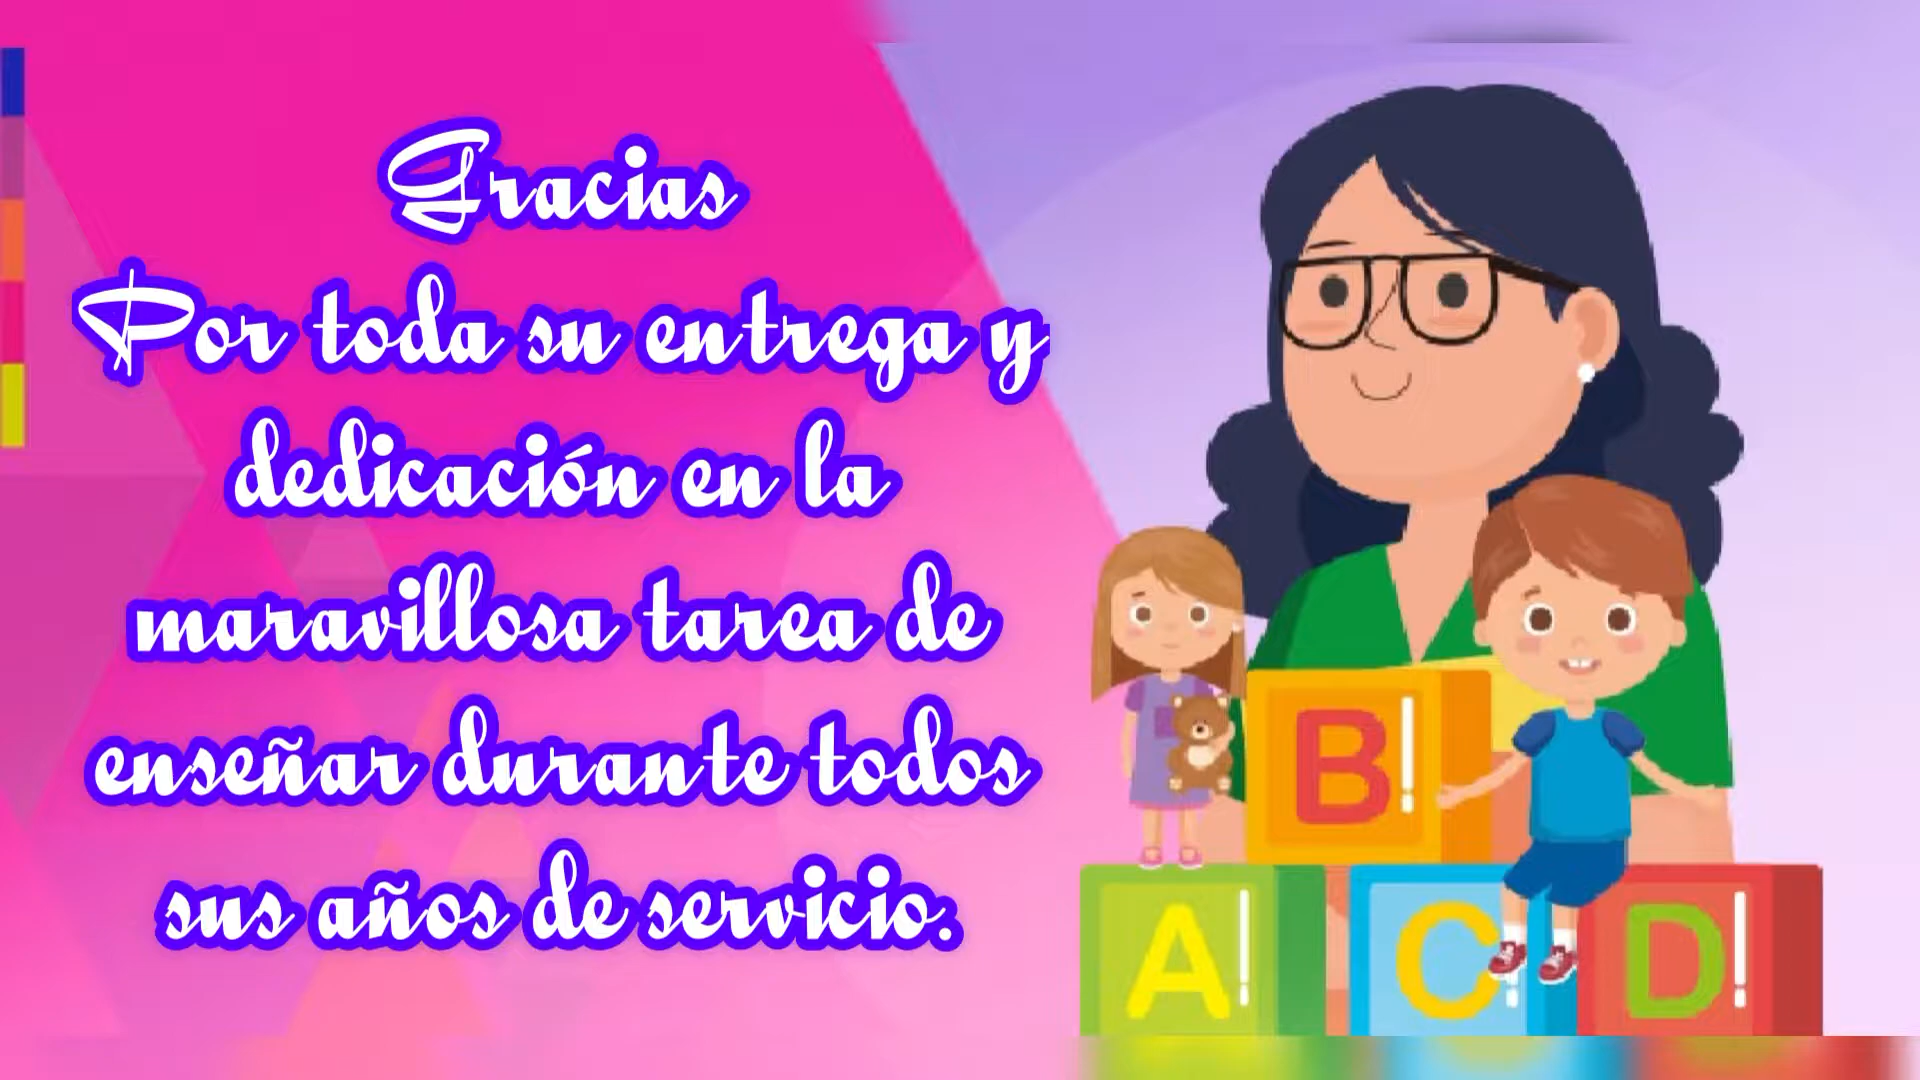 Gracias
Por toda su entrega y
dedicación en la
maravillosa tarea de
enseñar durante todos
sus años de servicio.
B
A C D